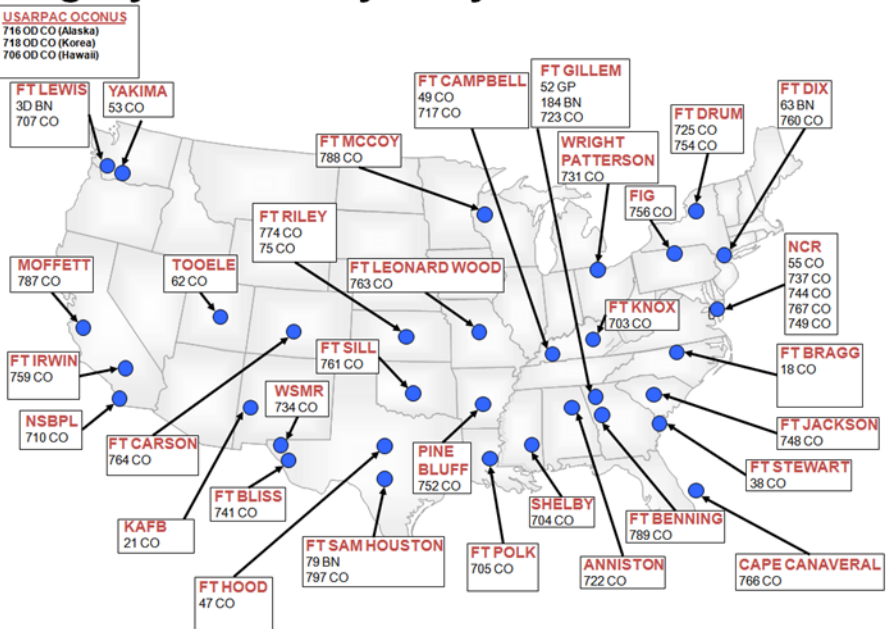 USARPAC OCONUS
716 OD CO (Alaska)
718 OD CO (Korea)
706 OD CO (Hawaii)
FT LEWIS
3D BN
707 CO
YAKIMA
53 CO
FT MCCOY
788 CO
FT CAMPBELL
49 CO
717 CO
FT GILLEM
52 GP
184 BN
723 CO
WRIGHT
PATTERSON
731 CO
FT DRUM
725 CO
754 CO
FT DIX
63 BN
760 CO
FIG
756 CO
NCR
55 CO
737 CO
744 CO
767 CO
749 CO
FT RILEY
774 CO
75 CO
MOFFETT
787 CO
TOOELE
62 CO
FT LEONARD WOOD
763 CO
FT KNOX
703 CO
FT IRWIN
759 CO
FT SILL
761 CO
FT BRAGG
18 CO
WSMR
734 CO
NSBPL
710 CO
FT CARSON
764 CO
PINE
BLUFF
752 CO
FT JACKSON
748 CO
FT STEWART
38 CO
FT BLISS
741 CO
KAFB
21 CO
SHELBY
704 CO
FT BENNING
789 CO
FT SAM HOUSTON
79 BN
797 CO
FT POLK
705 CO
ANNISTON
722 CO
CAPE CANAVERAL
766 CO
FT HOOD
47 CO